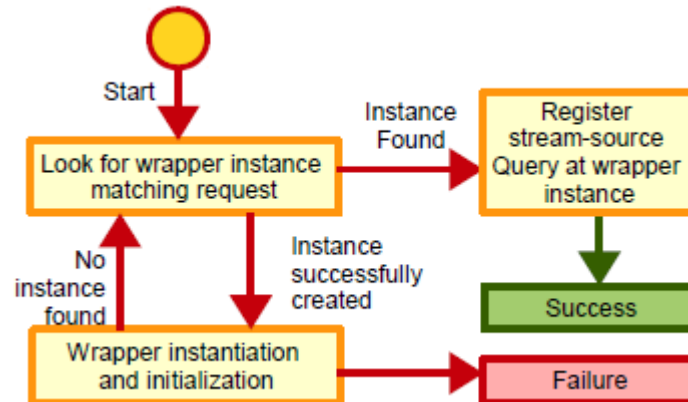 Start
Instance
Found
Register
stream-source
Query at wrapper
instance
Look for wrapper instance
matching request
No
instance
found
Instance
successfully
created
Success
Wrapper instantiation
and initialization
Failure